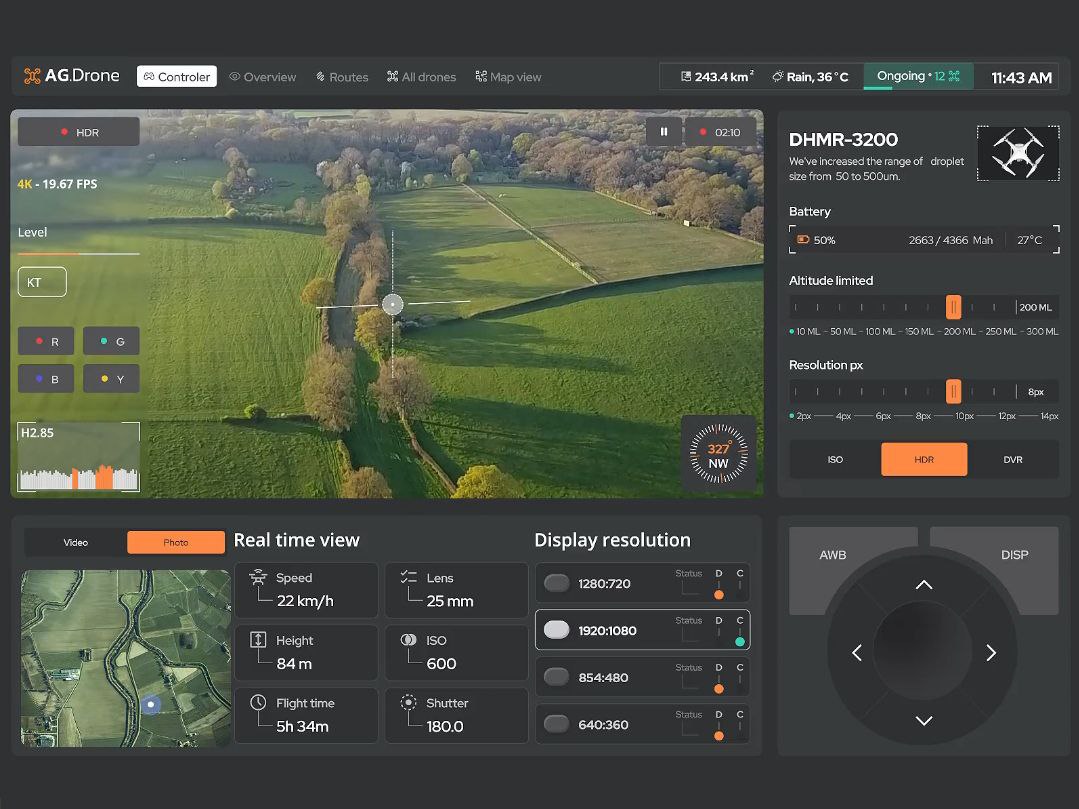 AG.Drone
Controler
Overview
Routes
All drones
Map view
243.4 km²
Rain, 36°C
Ongoing • 12
11:43 AM
HDR
02:10
4K - 19.67 FPS
Level
KT
R
G
B
Y
H2.85
327°
NW
DHMR-3200
We've increased the range of droplet
size from 50 to 500um.
Battery
50%
2663 / 4366 Mah
27°C
Altitude limited
200 ML
10 ML - 50 ML - 100 ML - 150 ML - 200 ML - 250 ML - 300 ML
Resolution px
8px
2px 4px 6px 8px 10px 12px 14px
ISO
HDR
DVR
Video
Photo
Real time view
Speed
22 km/h
Lens
25 mm
Height
84 m
ISO
600
Flight time
5h 34m
Shutter
180.0
Display resolution
1280:720
Status D C
1920:1080
Status D C
854:480
Status D C
640:360
Status D C
AWB
DISP